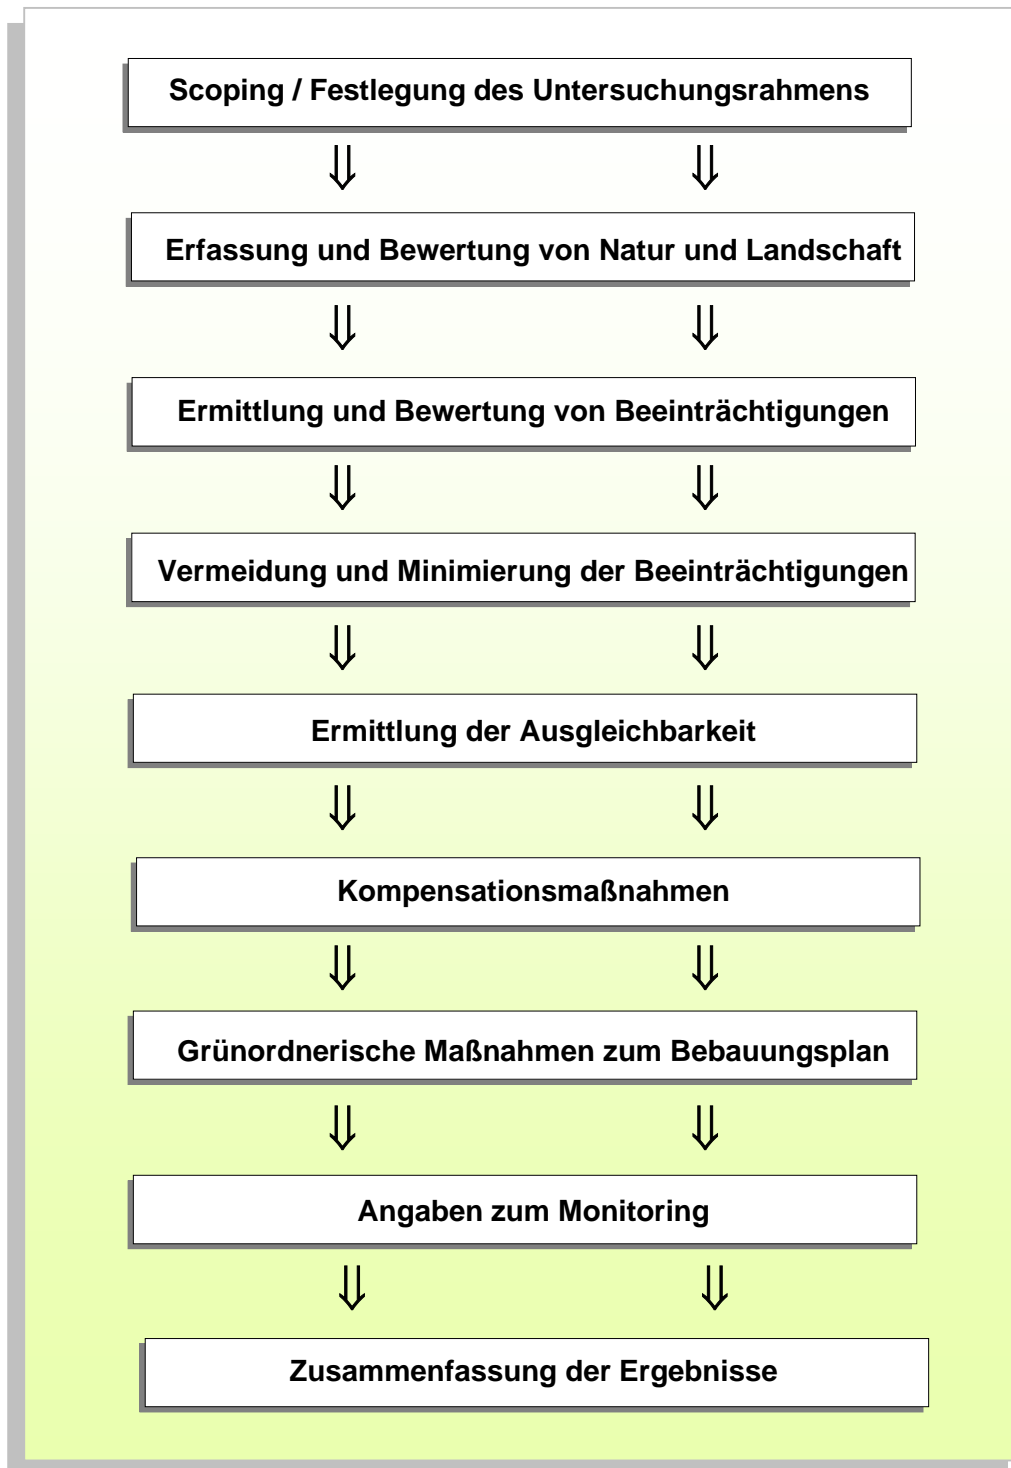 Scoping / Festlegung des Untersuchungsrahmens
⇓ ⇓
Erfassung und Bewertung von Natur und Landschaft
⇓ ⇓
Ermittlung und Bewertung von Beeinträchtigungen
⇓ ⇓
Vermeidung und Minimierung der Beeinträchtigungen
⇓ ⇓
Ermittlung der Ausgleichbarkeit
⇓ ⇓
Kompensationsmaßnahmen
⇓ ⇓
Grünordnerische Maßnahmen zum Bebauungsplan
⇓ ⇓
Angaben zum Monitoring
⇓ ⇓
Zusammenfassung der Ergebnisse